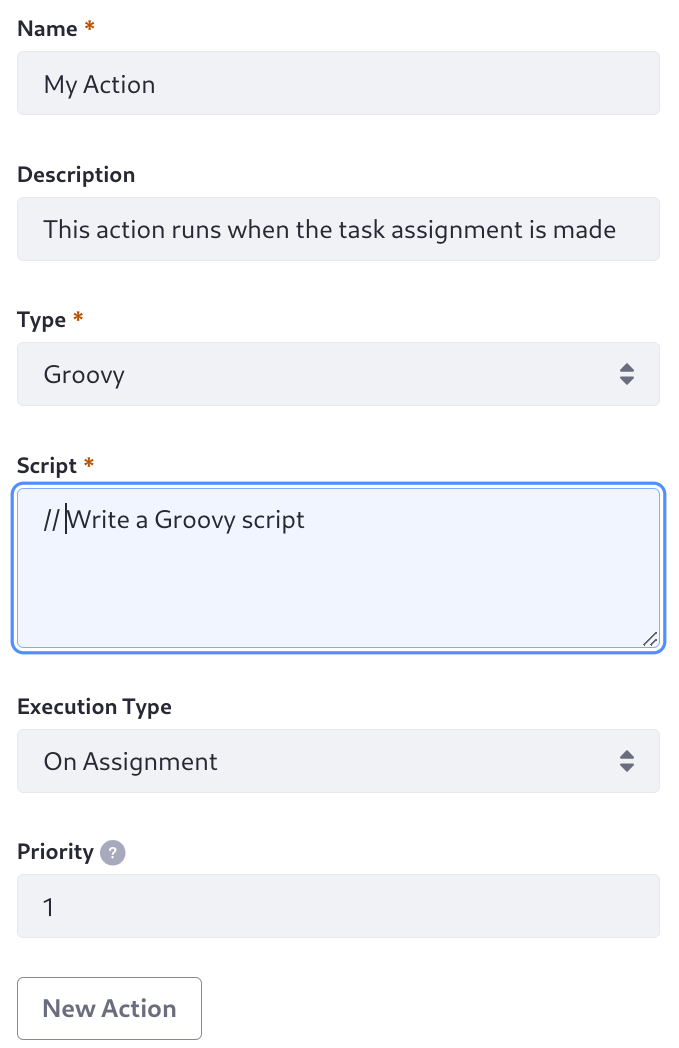 Name *
My Action
Description
This action runs when the task assignment is made
Type *
Groovy
Script *
// Write a Groovy script
Execution Type
On Assignment
Priority ?
1
New Action